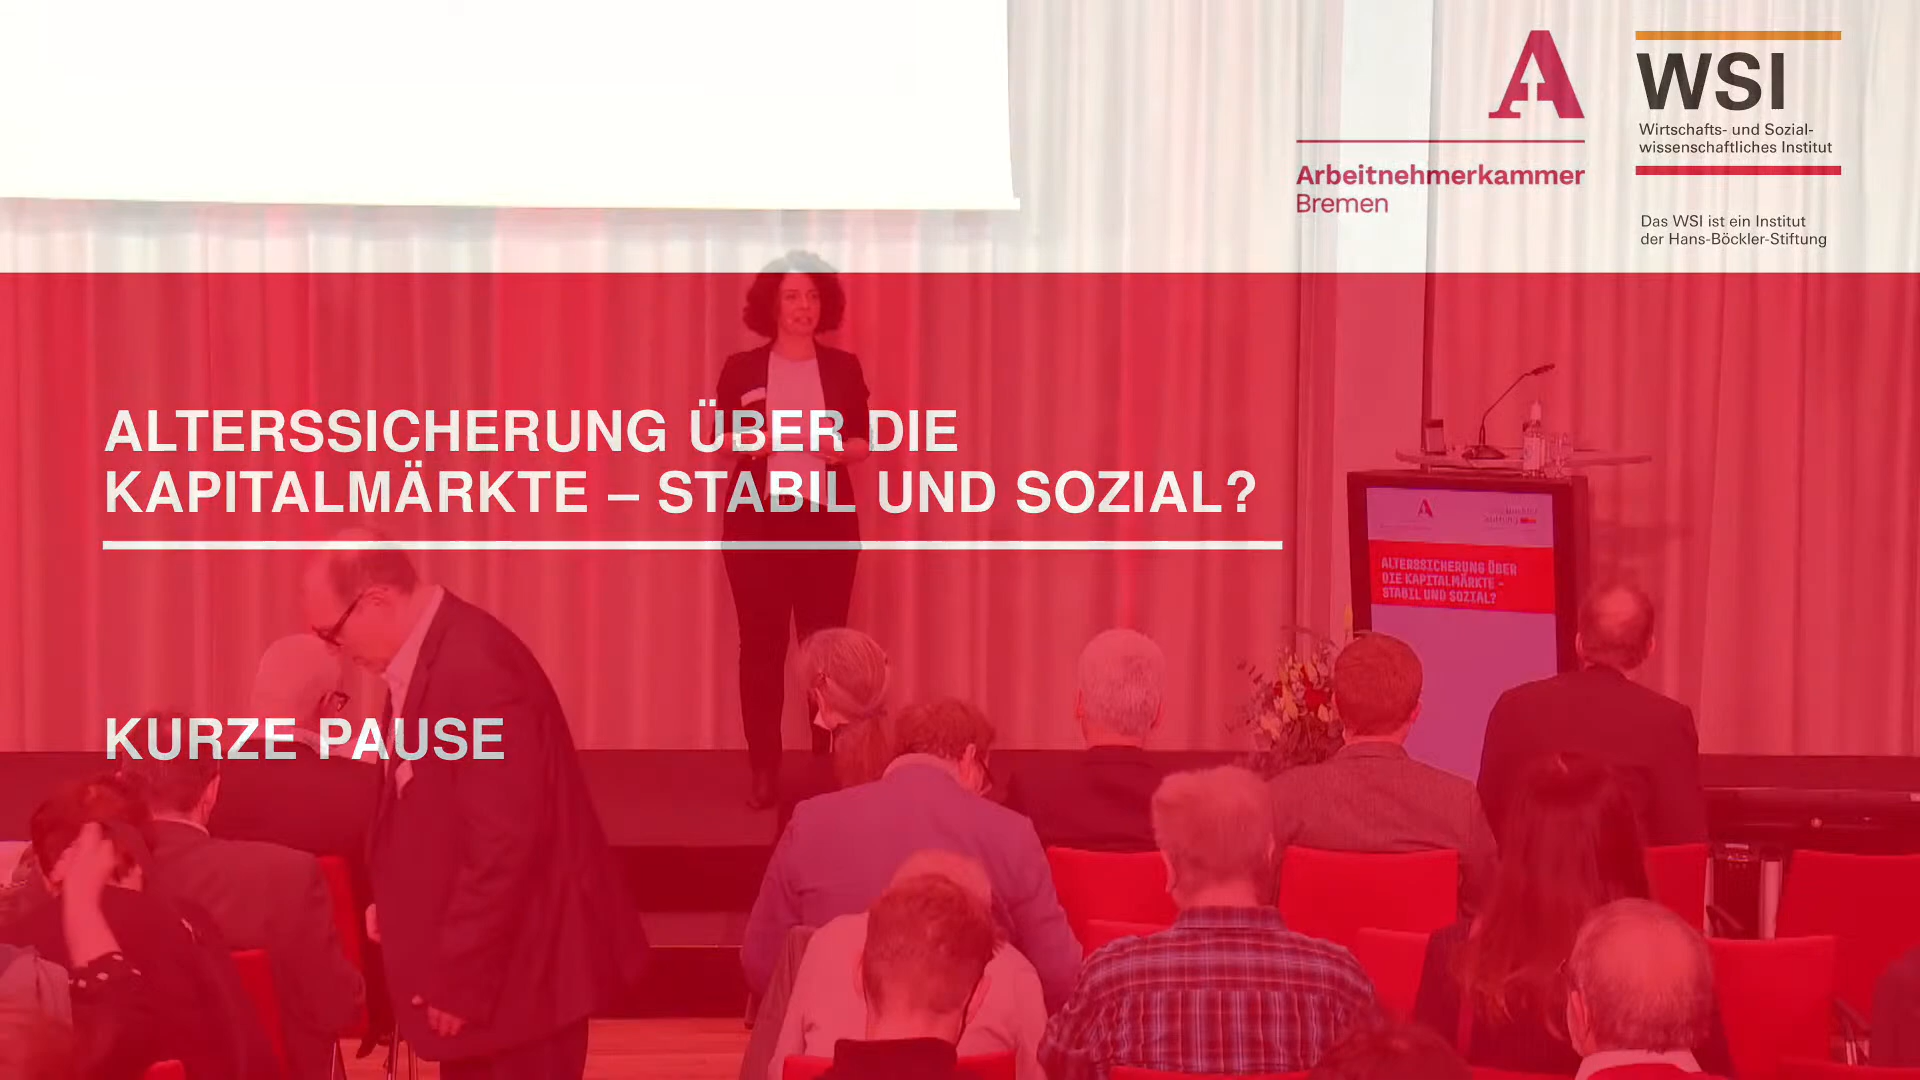 A
Arbeitnehmerkammer
Bremen
WSI
Wirtschafts- und Sozial-
wissenschaftliches Institut
Das WSI ist ein Institut
der Hans-Böckler-Stiftung
ALTERSSICHERUNG ÜBER DIE
KAPITALMÄRKTE – STABIL UND SOZIAL?
KURZE PAUSE
A
ALTERSSICHERUNG ÜBER
DIE KAPITALMÄRKTE –
STABIL UND SOZIAL?